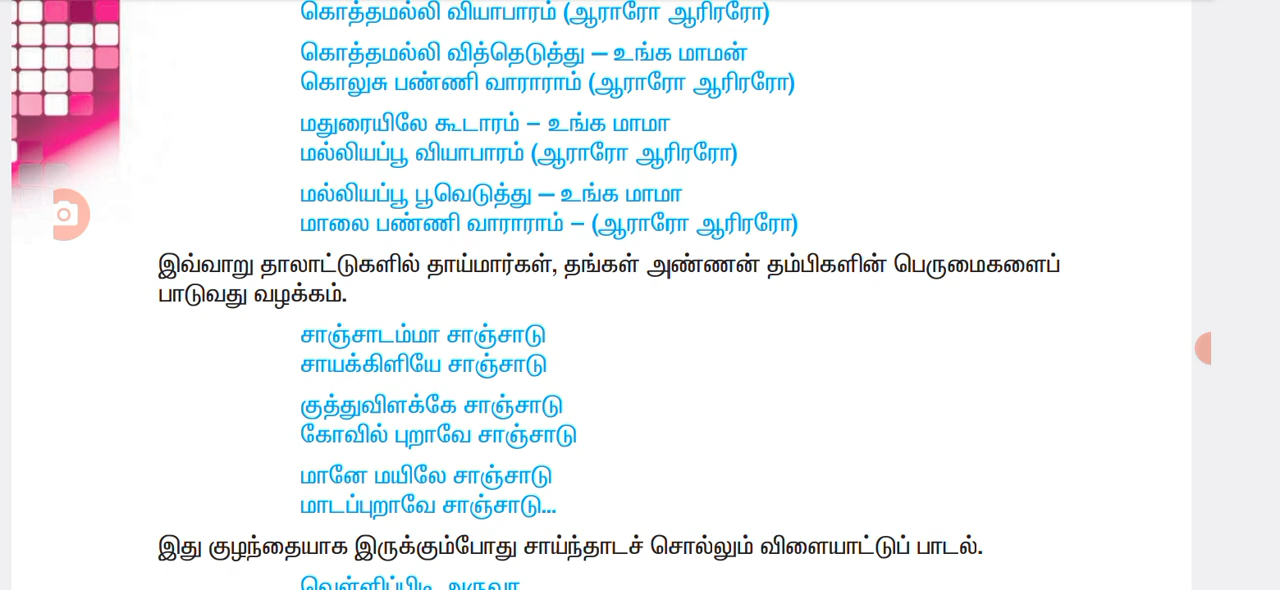 கொத்தமல்லி வியாபாரம் (ஆராரோ ஆரிரரோ)
கொத்தமல்லி வித்தெடுத்து – உங்க மாமன்
கொலுசு பண்ணி வாராராம் (ஆராரோ ஆரிரரோ)
மதுரையிலே கூடாரம் – உங்க மாமா
மல்லியப்பூ வியாபாரம் (ஆராரோ ஆரிரரோ)
மல்லியப்பூ பூவெடுத்து – உங்க மாமா
மாலை பண்ணி வாராராம் – (ஆராரோ ஆரிரரோ)
இவ்வாறு தாலாட்டுகளில் தாய்மார்கள், தங்கள் அண்ணன் தம்பிகளின் பெருமைகளைப்
பாடுவது வழக்கம்.
சாஞ்சாடம்மா சாஞ்சாடு
சாயக்கிளியே சாஞ்சாடு
குத்துவிளக்கே சாஞ்சாடு
கோவில் புறாவே சாஞ்சாடு
மானே மயிலே சாஞ்சாடு
மாடப்புறாவே சாஞ்சாடு...
இது குழந்தையாக இருக்கும்போது சாய்ந்தாடச் சொல்லும் விளையாட்டுப் பாடல்.